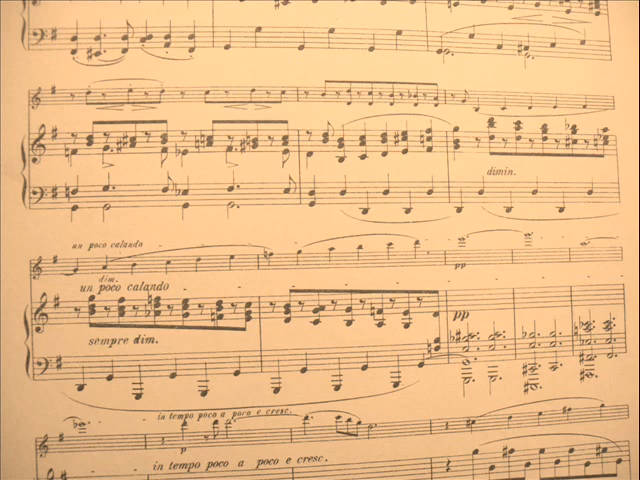 dimin.
un poco calando
dim.
un poco calando
sempre dim.
pp
pp
in tempo poco a poco e cresc.
p
in tempo poco a poco e cresc.